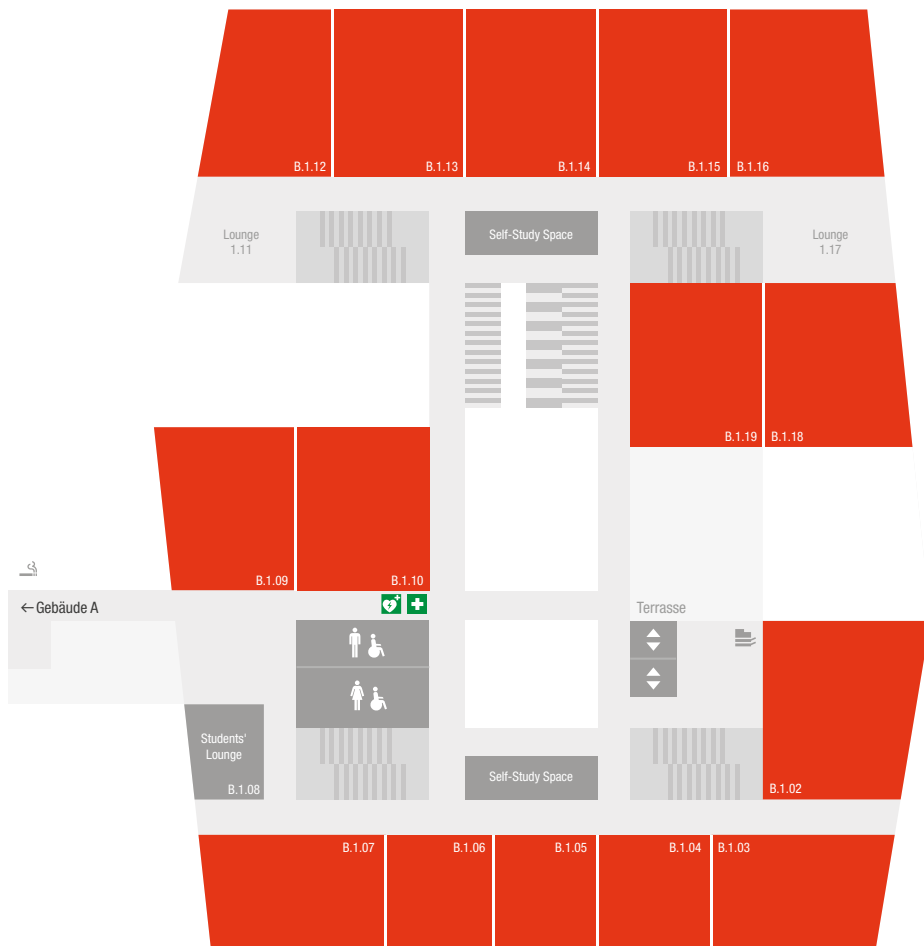 B.1.12
B.1.13
B.1.14
B.1.15
B.1.16
Lounge
1.11
Self-Study Space
Lounge
1.17
B.1.19
B.1.18
B.1.09
B.1.10
←Gebäude A
Terrasse
Students'
Lounge
B.1.08
Self-Study Space
B.1.02
B.1.07
B.1.06
B.1.05
B.1.04
B.1.03